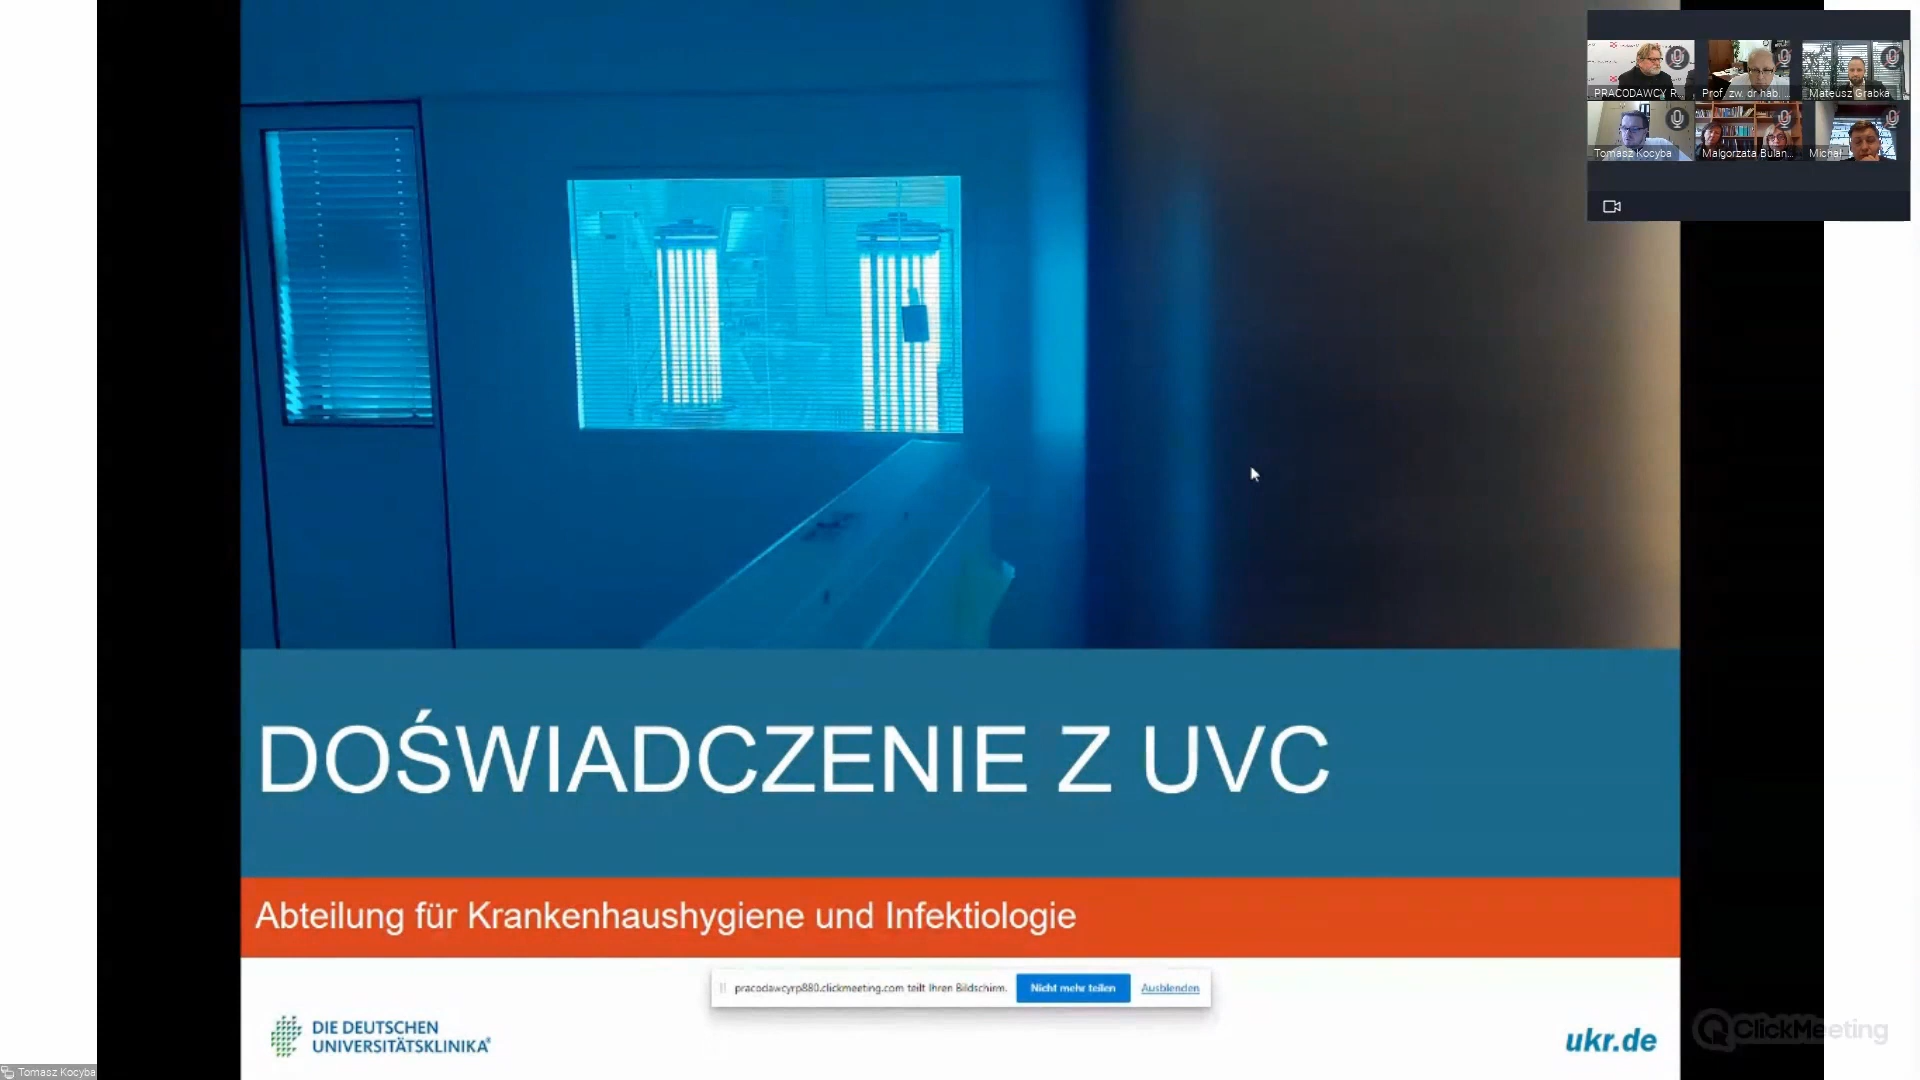 PRACODAWCY R...
Prof. zw. dr hab. ...
Mateusz Grabka
Tomasz Kocyba
Malgorzata Bulan...
Michał
DOŚWIADCZENIE Z UVC
Abteilung für Krankenhaushygiene und Infektiologie
pracodawcyrp880.clickmeeting.com teilt Ihren Bildschirm.
Nicht mehr teilen
Ausblenden
DIE DEUTSCHEN
UNIVERSITÄTSKLINIKA®
ukr.de
ClickMeeting
Tomasz Kocyba